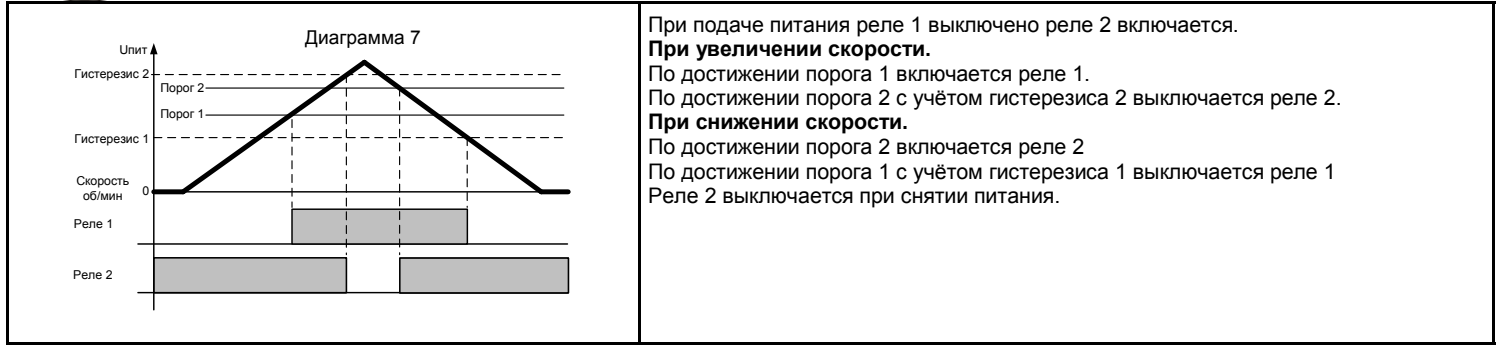 Диаграмма 7
Uпит
Гистерезис 2
Порог 2
Порог 1
Гистерезис 1
Скорость
об/мин
0
Реле 1
Реле 2
При подаче питания реле 1 выключено реле 2 включается.
При увеличении скорости.
По достижении порога 1 включается реле 1.
По достижении порога 2 с учётом гистерезиса 2 выключается реле 2.
При снижении скорости.
По достижении порога 2 включается реле 2
По достижении порога 1 с учётом гистерезиса 1 выключается реле 1
Реле 2 выключается при снятии питания.